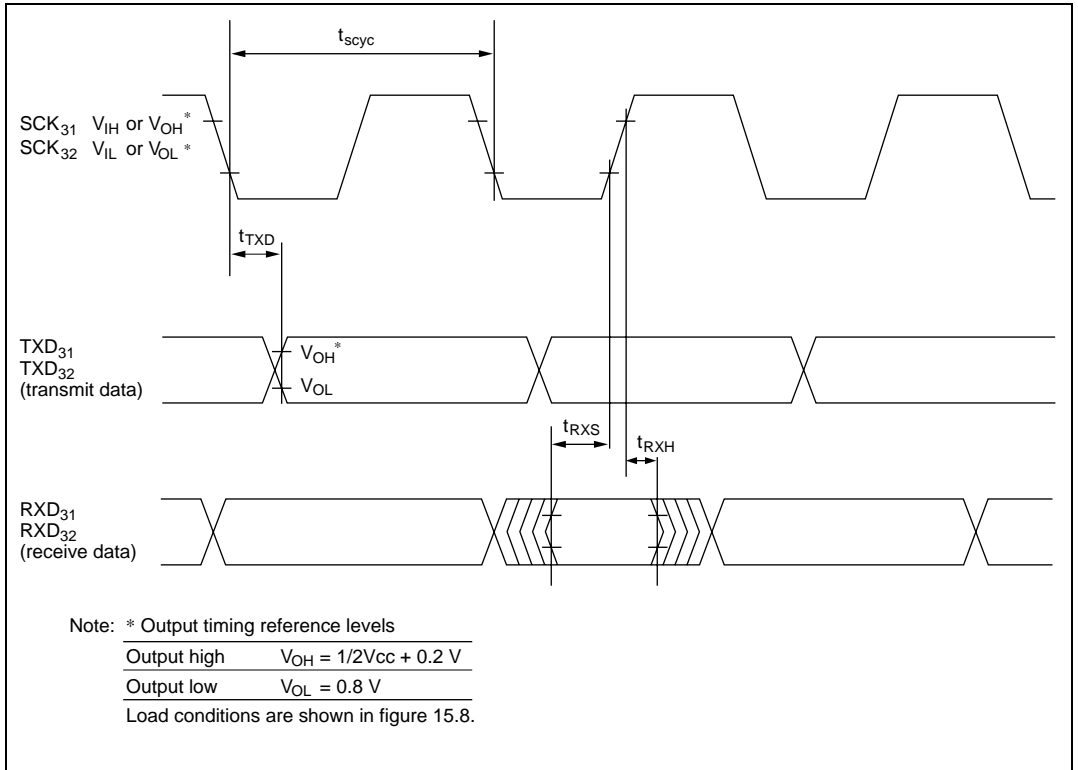 tscyc
SCK31 VIH or VOH*
SCK32 VIL or VOL *
tTXD
TXD31
TXD32
(transmit data)
VOH*
VOL
tRXS
tRXH
RXD31
RXD32
(receive data)
Note: * Output timing reference levels
Output high VOH = 1/2Vcc + 0.2 V
Output low VOL = 0.8 V
Load conditions are shown in figure 15.8.